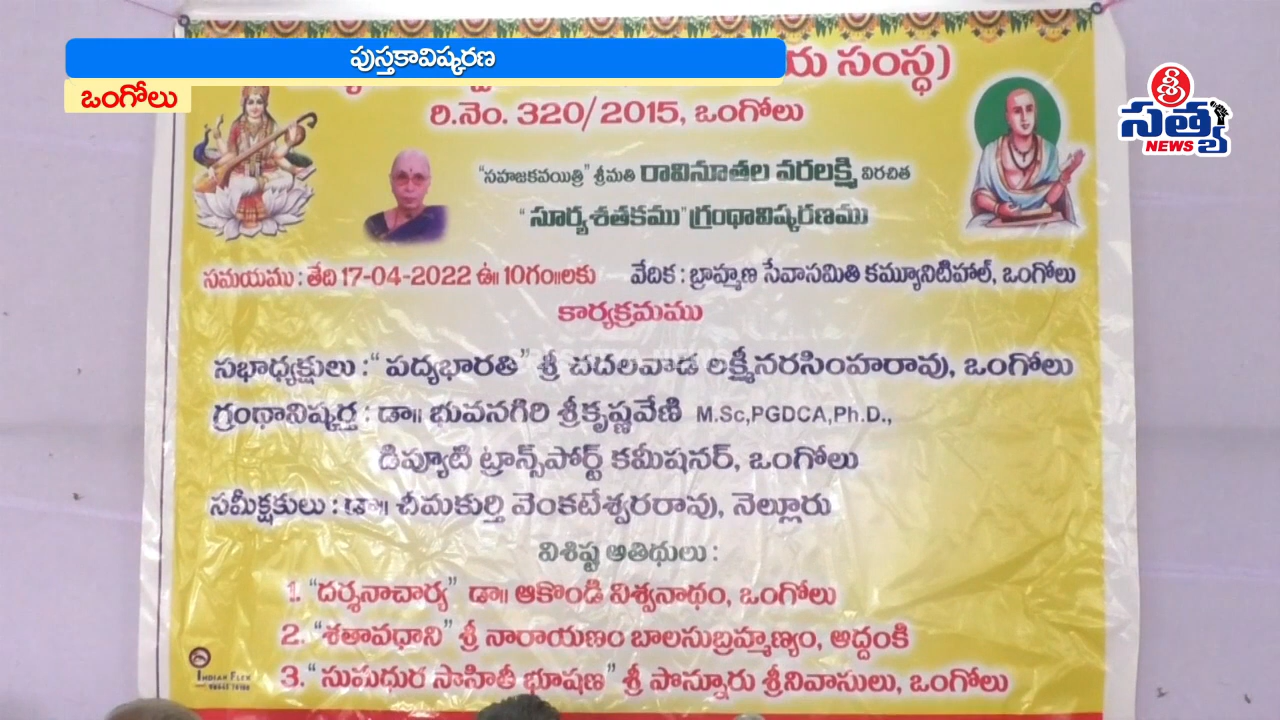 పుస్తకావిష్కరణ
సంస్థ)
ఒంగోలు
రి.నెం. 320/2015, ఒంగోలు
శ్రీ
సత్య
NEWS
"సహజకవయిత్రి" శ్రీమతి రావినూతల వరలక్ష్మి విరచిత
"సూర్యశతకము" గ్రంథావిష్కరణము
సమయము : తేది 17-04-2022 ఉ॥ 10గం॥లకు వేదిక : బ్రాహ్మణ సేవాసమితి కమ్యూనిటిహాల్, ఒంగోలు
కార్యక్రమము
సభాధ్యక్షులు : "పద్యభారతి" శ్రీ చదలవాడ లక్ష్మీనరసింహరావు, ఒంగోలు
గ్రంథావిష్కర్త : డా॥ భువనగిరి శ్రీకృష్ణవేణి M.Sc,PGDCA,Ph.D.,
డిప్యూటి ట్రాన్స్‌పోర్ట్ కమీషనర్, ఒంగోలు
సమీక్షకులు : డా॥ చీమకుర్తి వెంకటేశ్వరరావు, నెల్లూరు
విశిష్ట అతిథులు :
1. "దర్శనాచార్య" డా॥ ఆకొండి విశ్వనాథం, ఒంగోలు
2. "శతావధాని" శ్రీ నారాయణం బాలసుబ్రహ్మణ్యం, అద్దంకి
3. "సుమధుర సాహితీ భూషణ" శ్రీ పొన్నూరు శ్రీనివాసులు, ఒంగోలు
INDIAN FLEX